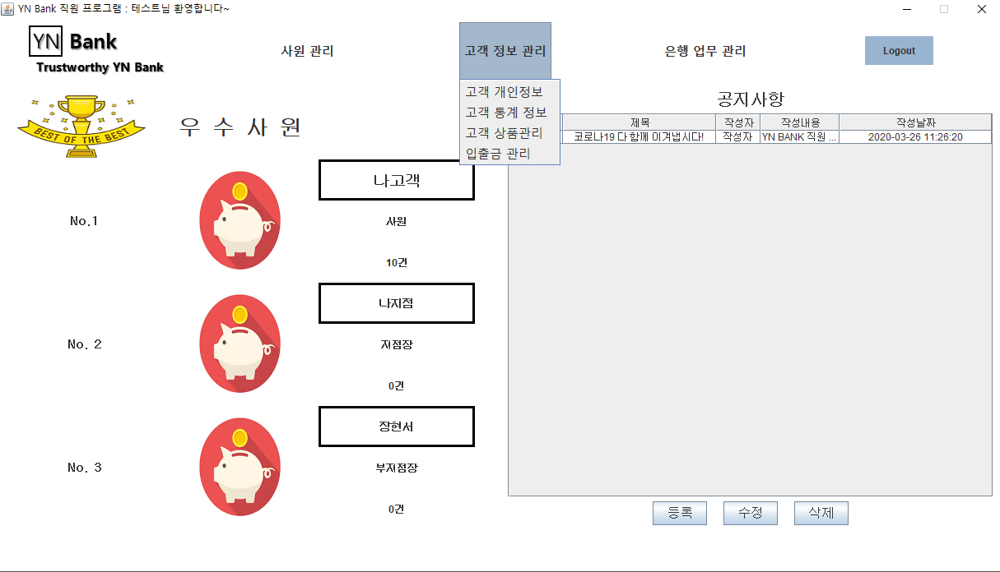 YN Bank 직원 프로그램 : 테스트님 환영합니다~
YN Bank
Trustworthy YN Bank
사원 관리
고객 정보 관리
은행 업무 관리
Logout
고객 개인정보
고객 통계 정보
고객 상품관리
입출금 관리
BEST OF THE BEST
우 수 사 원
공지사항
제목 작성자 작성내용 작성날짜
코로나19 다 함께 이겨냅시다! 작성자 YN BANK 직원 ... 2020-03-26 11:26:20
No.1
나고객
사원
10건
No. 2
나지점
지점장
0건
No. 3
장현서
부지점장
0건
등록 수정 삭제